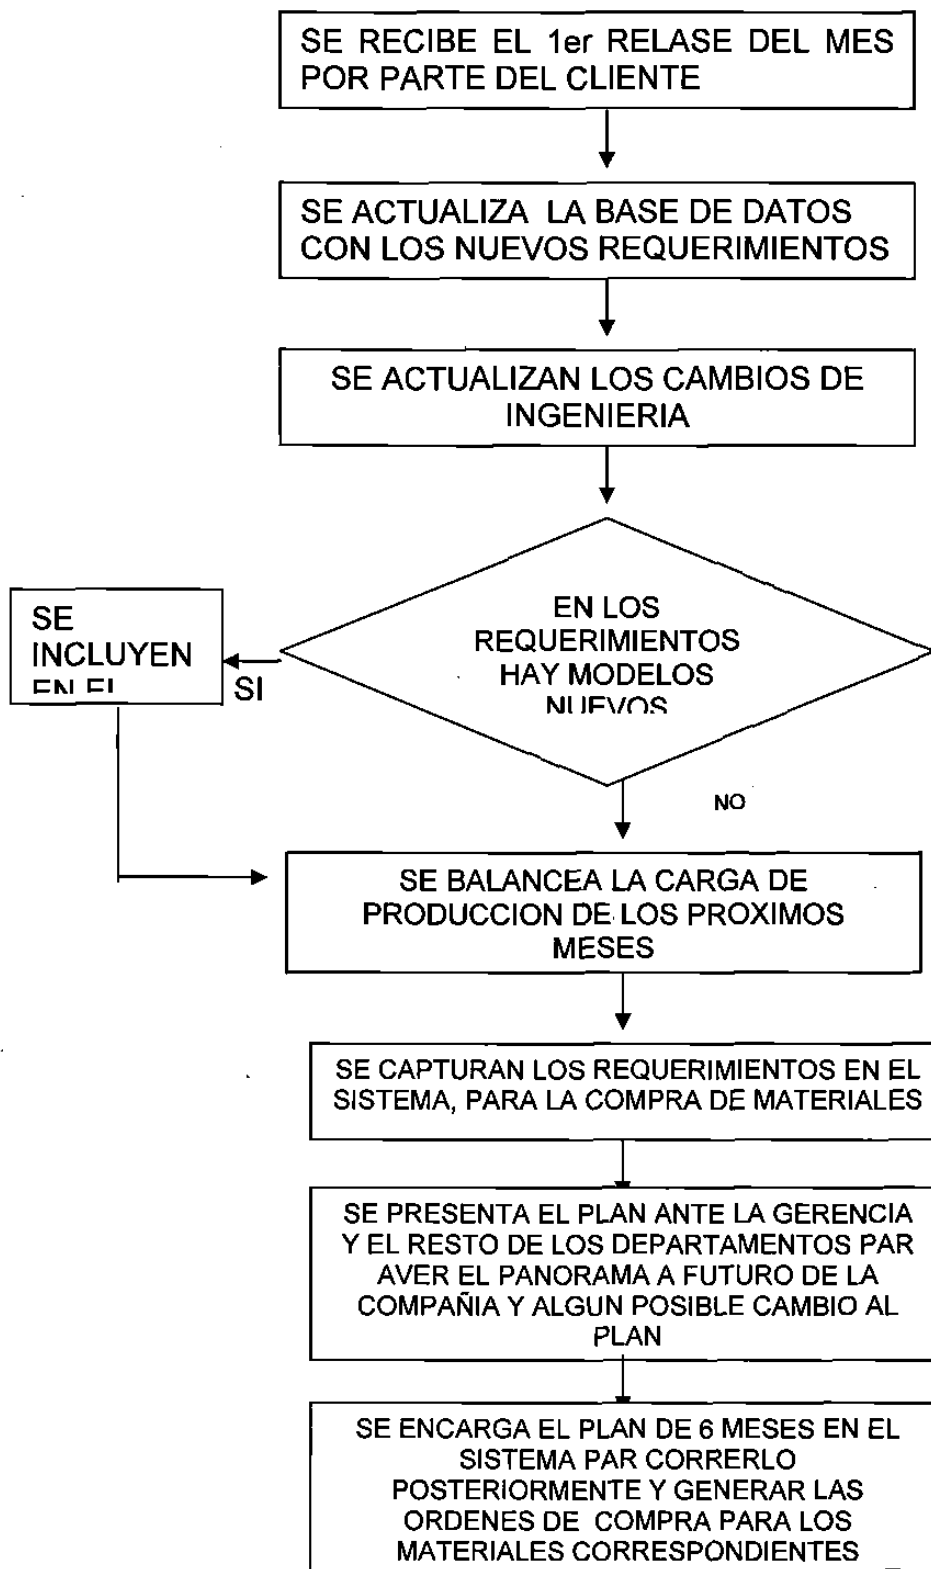 SE RECIBE EL 1er RELASE DEL MES
POR PARTE DEL CLIENTE
SE ACTUALIZA LA BASE DE DATOS
CON LOS NUEVOS REQUERIMIENTOS
SE ACTUALIZAN LOS CAMBIOS DE
INGENIERIA
EN LOS
REQUERIMIENTOS
HAY MODELOS
NUEVOS
SE
INCLUYEN
EN EL
SI
NO
SE BALANCEA LA CARGA DE
PRODUCCION DE LOS PROXIMOS
MESES
SE CAPTURAN LOS REQUERIMIENTOS EN EL
SISTEMA, PARA LA COMPRA DE MATERIALES
SE PRESENTA EL PLAN ANTE LA GERENCIA
Y EL RESTO DE LOS DEPARTAMENTOS PAR
AVER EL PANORAMA A FUTURO DE LA
COMPAÑIA Y ALGUN POSIBLE CAMBIO AL
PLAN
SE ENCARGA EL PLAN DE 6 MESES EN EL
SISTEMA PAR CORRERLO
POSTERIORMENTE Y GENERAR LAS
ORDENES DE COMPRA PARA LOS
MATERIALES CORRESPONDIENTES